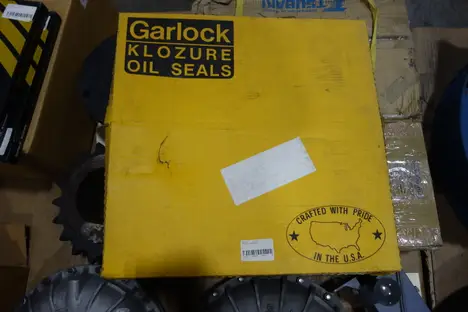 Garlock
KLOZURE
OIL SEALS
CRAFTED WITH PRIDE
IN THE U.S.A.